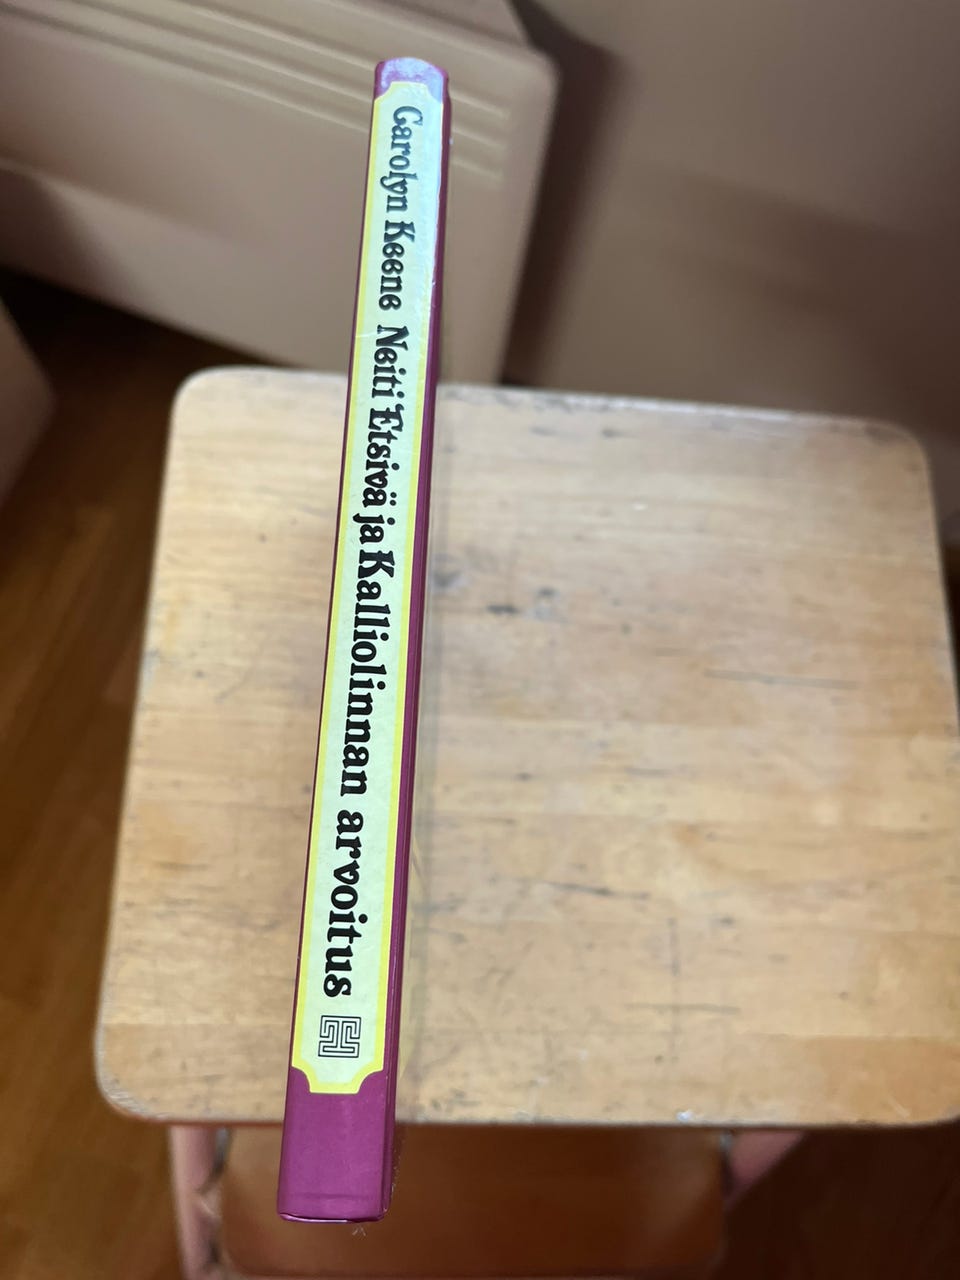 Carolyn Keene Neiti Etsivä ja Kalliolinnan arvoitus